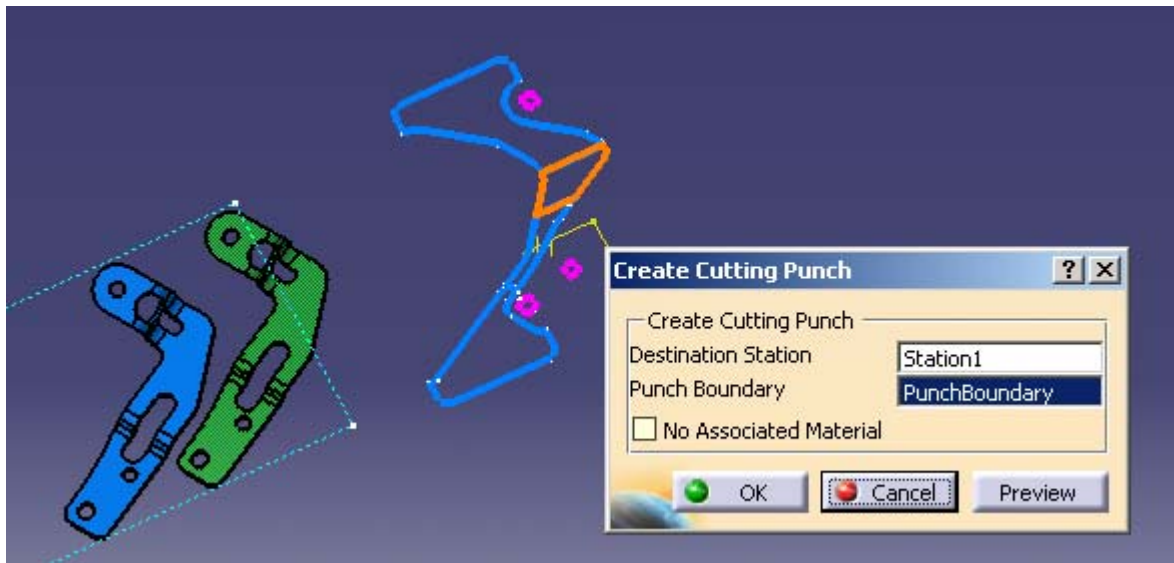 Create Cutting Punch
? X
Create Cutting Punch
Destination Station Station1
Punch Boundary PunchBoundary
No Associated Material
OK Cancel Preview